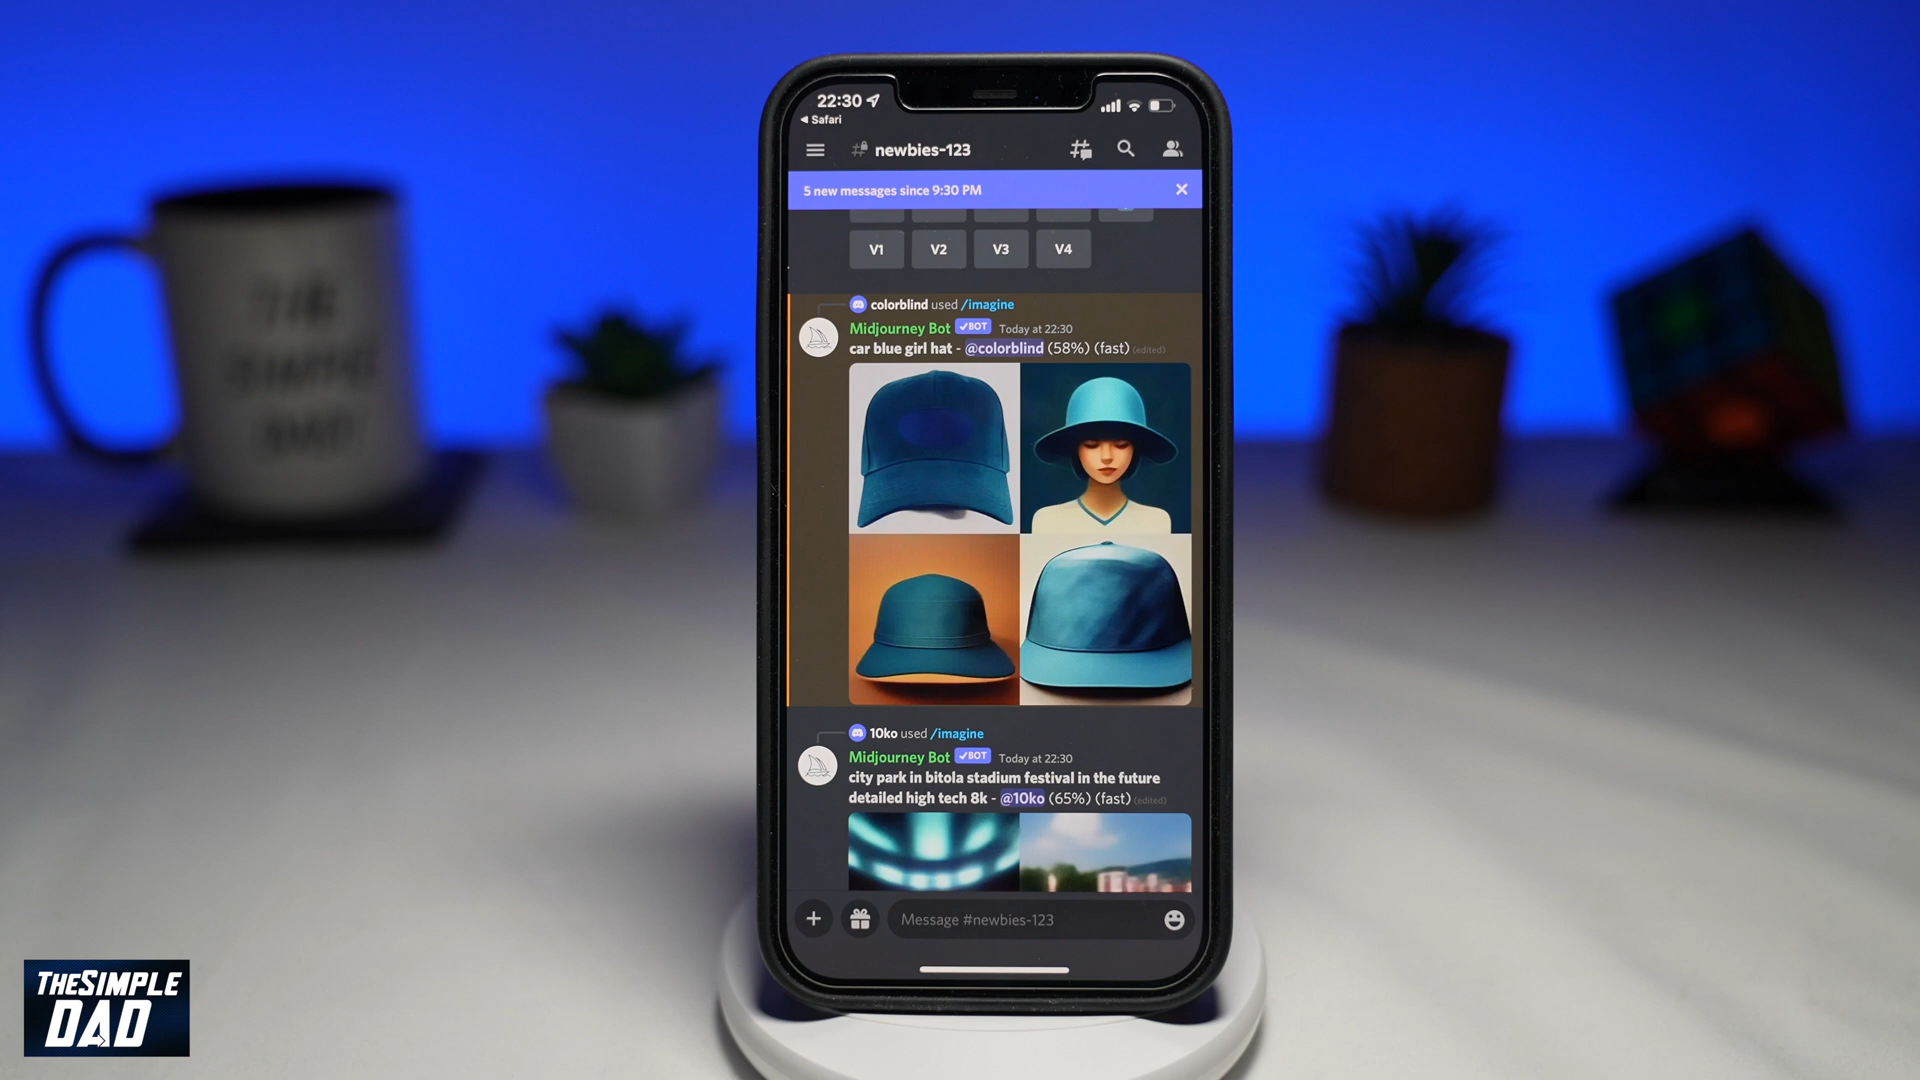 22:30
Safari
newbies-123
5 new messages since 9:30 PM
V1 V2 V3 V4
colorblind used /imagine
Midjourney Bot ✓BOT Today at 22:30
car blue girl hat - @colorblind (58%) (fast) (edited)
10ko used /imagine
Midjourney Bot ✓BOT Today at 22:30
city park in bitola stadium festival in the future
detailed high tech 8k - @10ko (65%) (fast) (edited)
Message #newbies-123
THE
SIMPLE
DAD
THESIMPLE
DAD